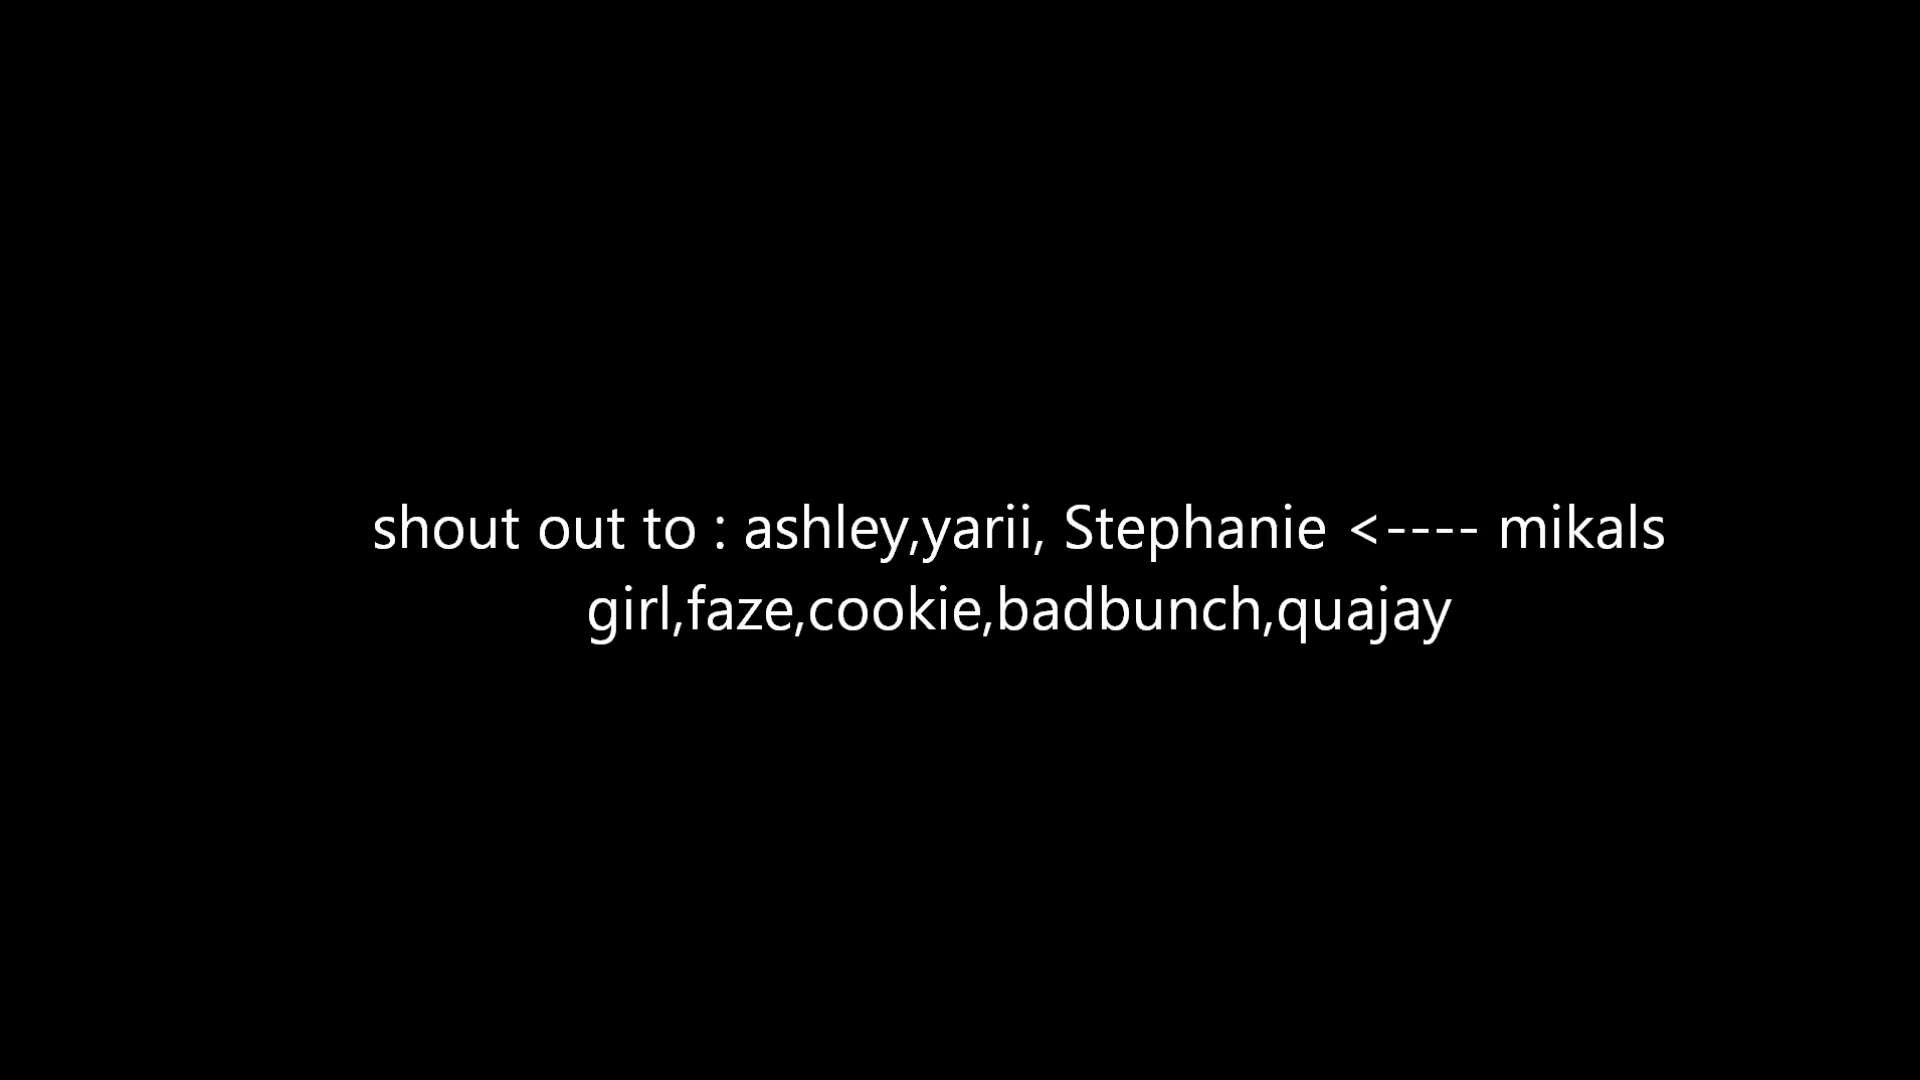 shout out to : ashley,yarii, Stephanie <---- mikals
girl,faze,cookie,badbunch,quajay